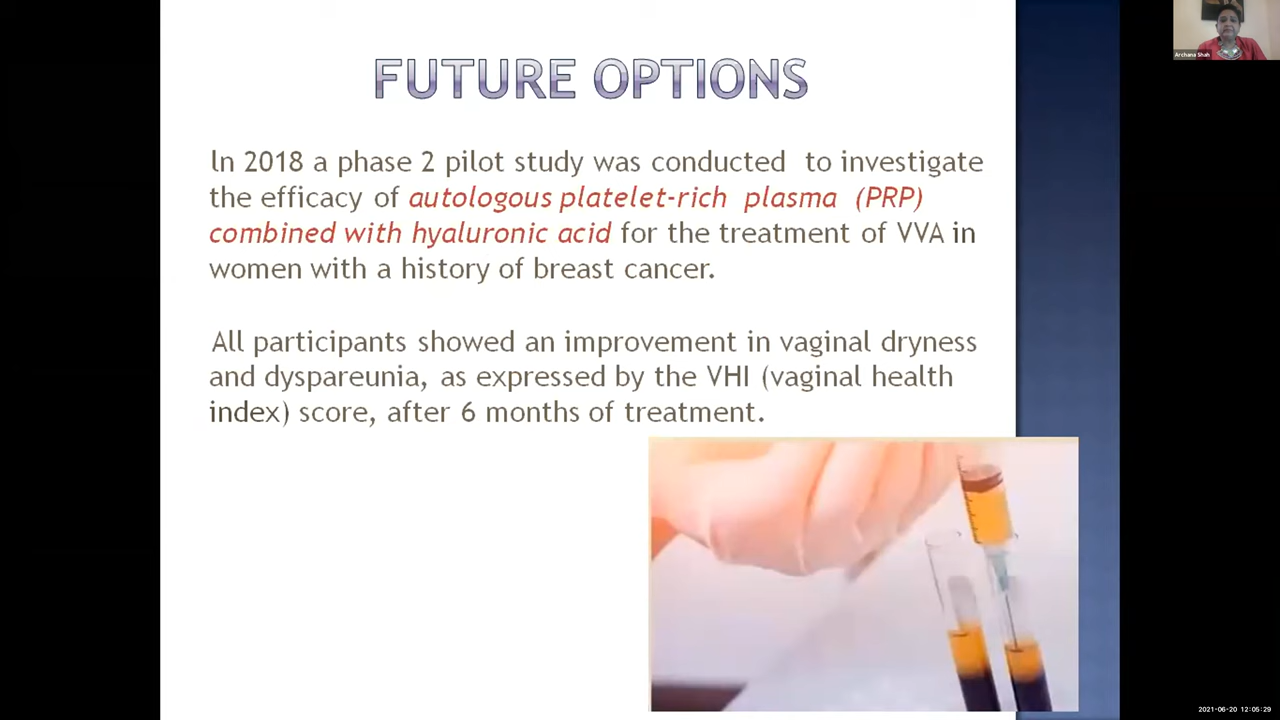 FUTURE OPTIONS
In 2018 a phase 2 pilot study was conducted to investigate
the efficacy of autologous platelet-rich plasma (PRP)
combined with hyaluronic acid for the treatment of VVA in
women with a history of breast cancer.
All participants showed an improvement in vaginal dryness
and dyspareunia, as expressed by the VHI (vaginal health
index) score, after 6 months of treatment.
Archana Shah
2021-06-20 12:05:29